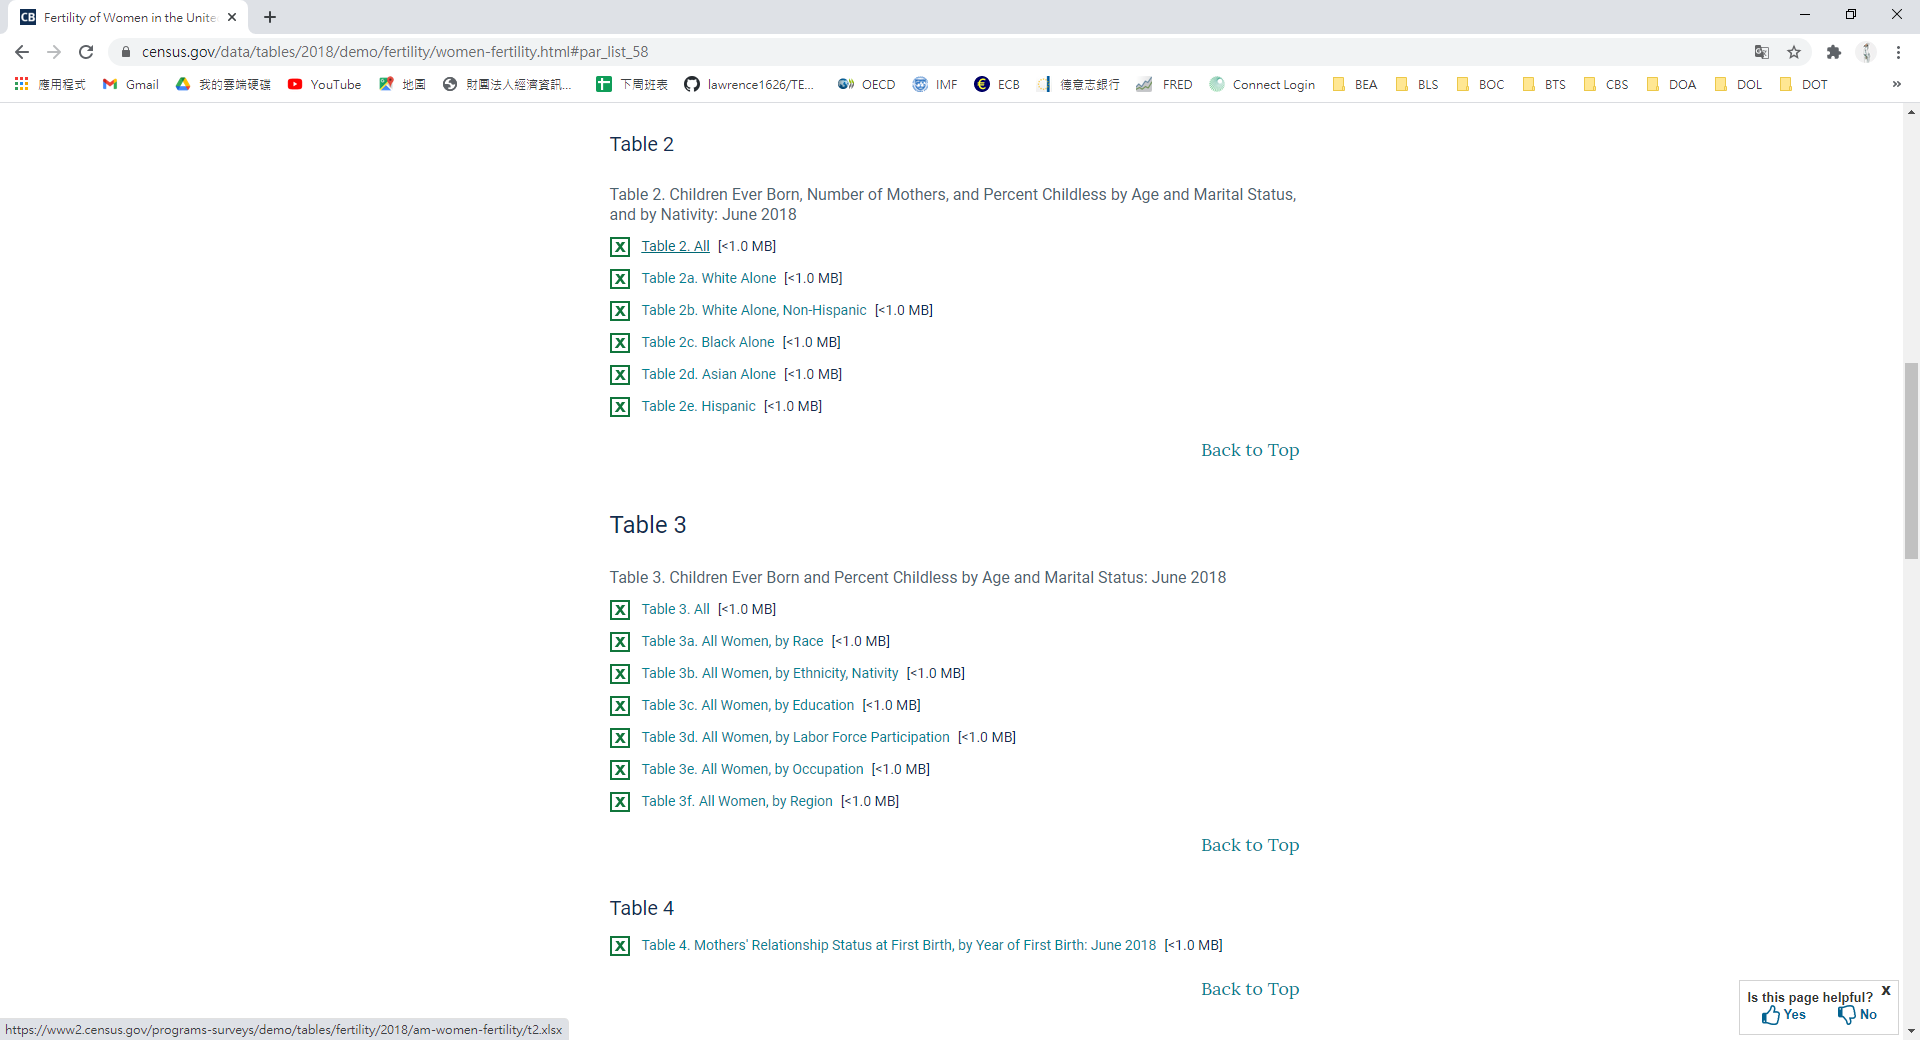 Fertility of Women in the Unite
census.gov/data/tables/2018/demo/fertility/women-fertility.html#par_list_58
應用程式 Gmail 我的雲端硬碟 YouTube 地圖 財團法人經濟資訊... 下周班表 lawrence1626/TE... OECD IMF ECB 德意志銀行 FRED Connect Login BEA BLS BOC BTS CBS DOA DOL DOT »
Table 2
Table 2. Children Ever Born, Number of Mothers, and Percent Childless by Age and Marital Status,
and by Nativity: June 2018
Table 2. All [<1.0 MB]
Table 2a. White Alone [<1.0 MB]
Table 2b. White Alone, Non-Hispanic [<1.0 MB]
Table 2c. Black Alone [<1.0 MB]
Table 2d. Asian Alone [<1.0 MB]
Table 2e. Hispanic [<1.0 MB]
Back to Top
Table 3
Table 3. Children Ever Born and Percent Childless by Age and Marital Status: June 2018
Table 3. All [<1.0 MB]
Table 3a. All Women, by Race [<1.0 MB]
Table 3b. All Women, by Ethnicity, Nativity [<1.0 MB]
Table 3c. All Women, by Education [<1.0 MB]
Table 3d. All Women, by Labor Force Participation [<1.0 MB]
Table 3e. All Women, by Occupation [<1.0 MB]
Table 3f. All Women, by Region [<1.0 MB]
Back to Top
Table 4
Table 4. Mothers' Relationship Status at First Birth, by Year of First Birth: June 2018 [<1.0 MB]
Back to Top
Is this page helpful? X
Yes No
https://www2.census.gov/programs-surveys/demo/tables/fertility/2018/am-women-fertility/t2.xlsx